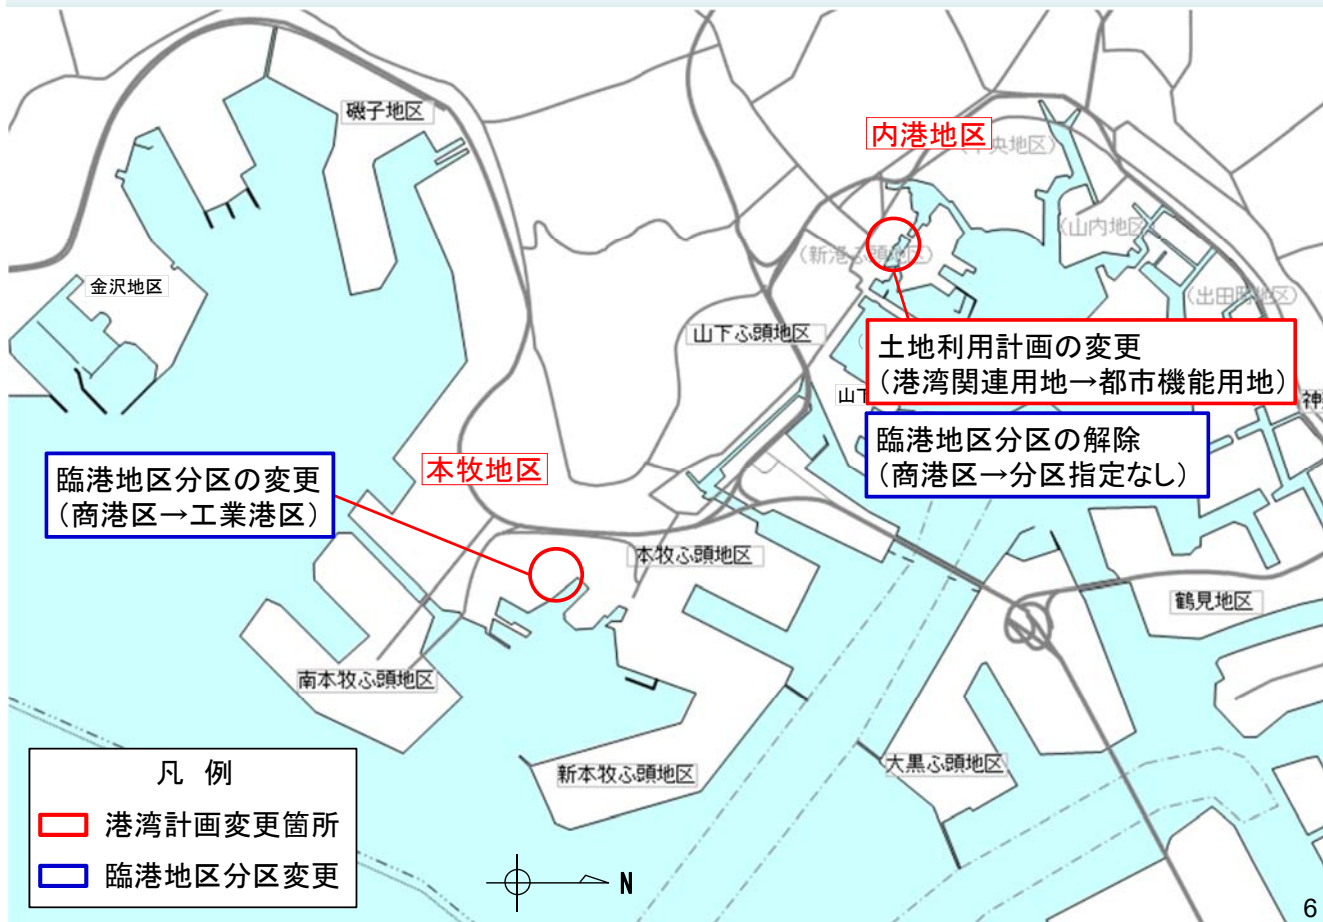 磯子地区
内港地区
央地区)
(山内地区
金沢地区
(新港ふ頭地区)
(出田町地区)
山下ふ頭地区
土地利用計画の変更
(港湾関連用地→都市機能用地)
山下
神
臨港地区分区の解除
(商港区→分区指定なし)
本牧地区
臨港地区分区の変更
(商港区→工業港区)
本牧ふ頭地区
鶴見地区
南本牧ふ頭地区
新本牧ふ頭地区
大黒ふ頭地区
凡 例
港湾計画変更箇所
臨港地区分区変更
N
6